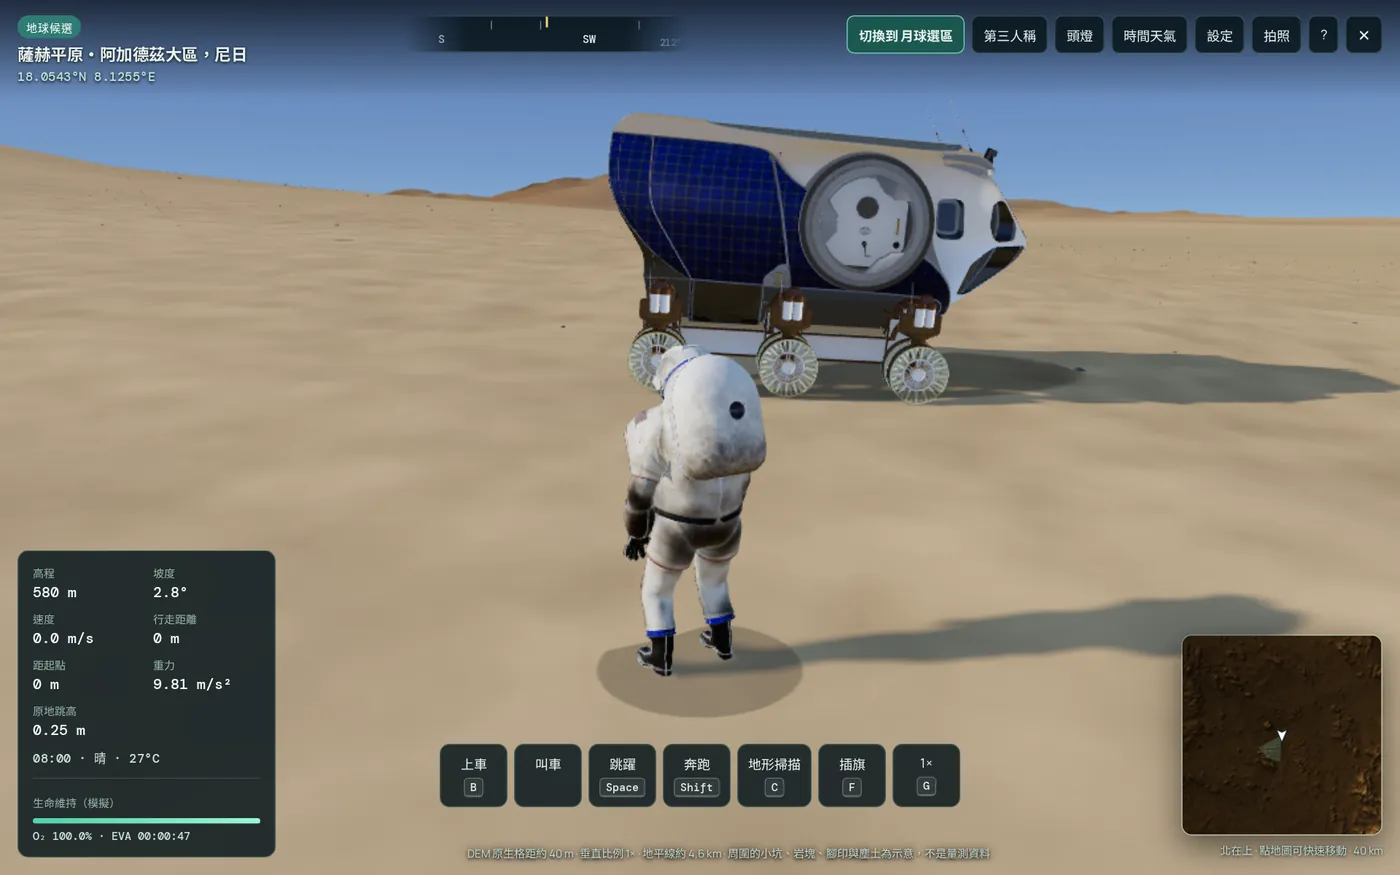 地球候選
薩赫平原・阿加德茲大區，尼日
18.0543°N 8.1255°E
S
SW
212°
切換到月球選區
第三人稱
頭燈
時間天氣
設定
拍照
?
✕
高程
580 m
坡度
2.8°
速度
0.0 m/s
行走距離
0 m
距起點
0 m
重力
9.81 m/s²
原地跳高
0.25 m
08:00 · 晴 · 27°C
生命維持（模擬）
O₂ 100.0% · EVA 00:00:47
上車
B
叫車
跳躍
Space
奔跑
Shift
地形掃描
C
插旗
F
1×
G
DEM 原生格距約 40 m · 垂直比例 1× · 地平線約 4.6 km · 周圍的小坑、岩塊、腳印與塵土為示意，不是量測資料
北在上 · 點地圖可快速移動 · 40 km